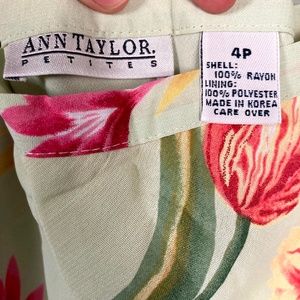 ANN TAYLOR.
PETITES
4P
SHELL:
100% RAYON
LINING:
100% POLYESTER
MADE IN KOREA
CARE OVER